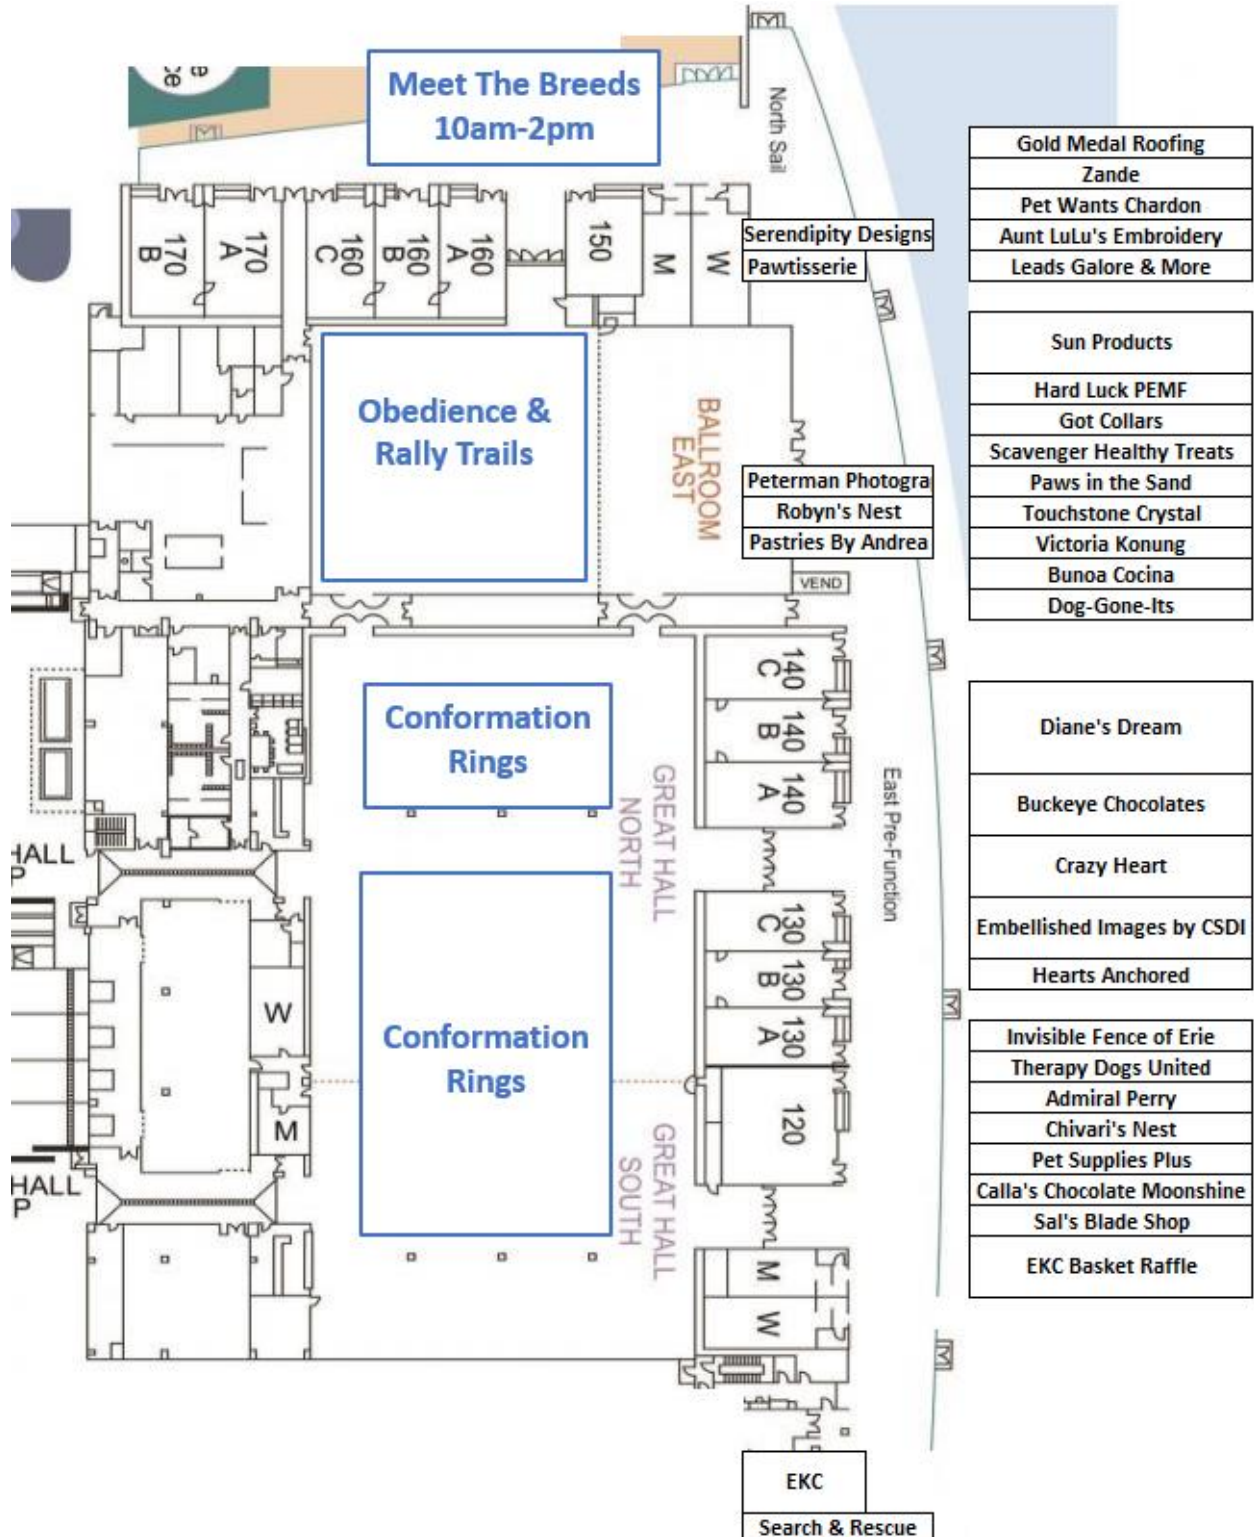 Meet The Breeds
10am-2pm
North Sail
Gold Medal Roofing
Zande
Pet Wants Chardon
Aunt LuLu's Embroidery
Leads Galore & More
170
B
170
A
160
C
160
B
160
A
150
M
W
Serendipity Designs
Pawtisserie
Sun Products
Hard Luck PEMF
Got Collars
Scavenger Healthy Treats
Paws in the Sand
Touchstone Crystal
Victoria Konung
Bunoa Cocina
Dog-Gone-Its
Obedience &
Rally Trails
BALLROOM
EAST
Peterman Photogra
Robyn's Nest
Pastries By Andrea
VEND
Conformation
Rings
GREAT HALL
NORTH
140
C
140
B
140
A
East Pre-Function
Diane's Dream
Buckeye Chocolates
Crazy Heart
Embellished Images by CSDI
Hearts Anchored
HALL
P
130
C
130
B
130
A
W
M
Conformation
Rings
120
GREAT HALL
SOUTH
HALL
P
Invisible Fence of Erie
Therapy Dogs United
Admiral Perry
Chivari's Nest
Pet Supplies Plus
Calla's Chocolate Moonshine
Sal's Blade Shop
EKC Basket Raffle
M
W
EKC
Search & Rescue